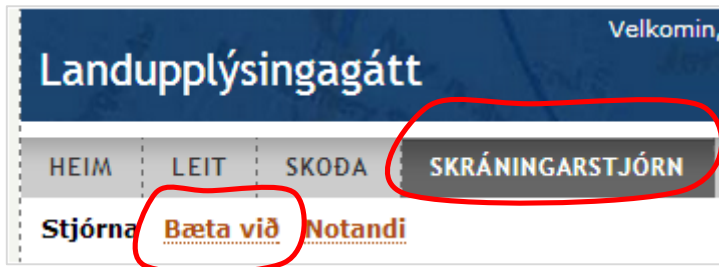 Velkomin,
Landupplýsingagátt
HEIM LEIT SKOÐA SKRÁNINGARSTJÓRN
Stjórna Bæta við Notandi